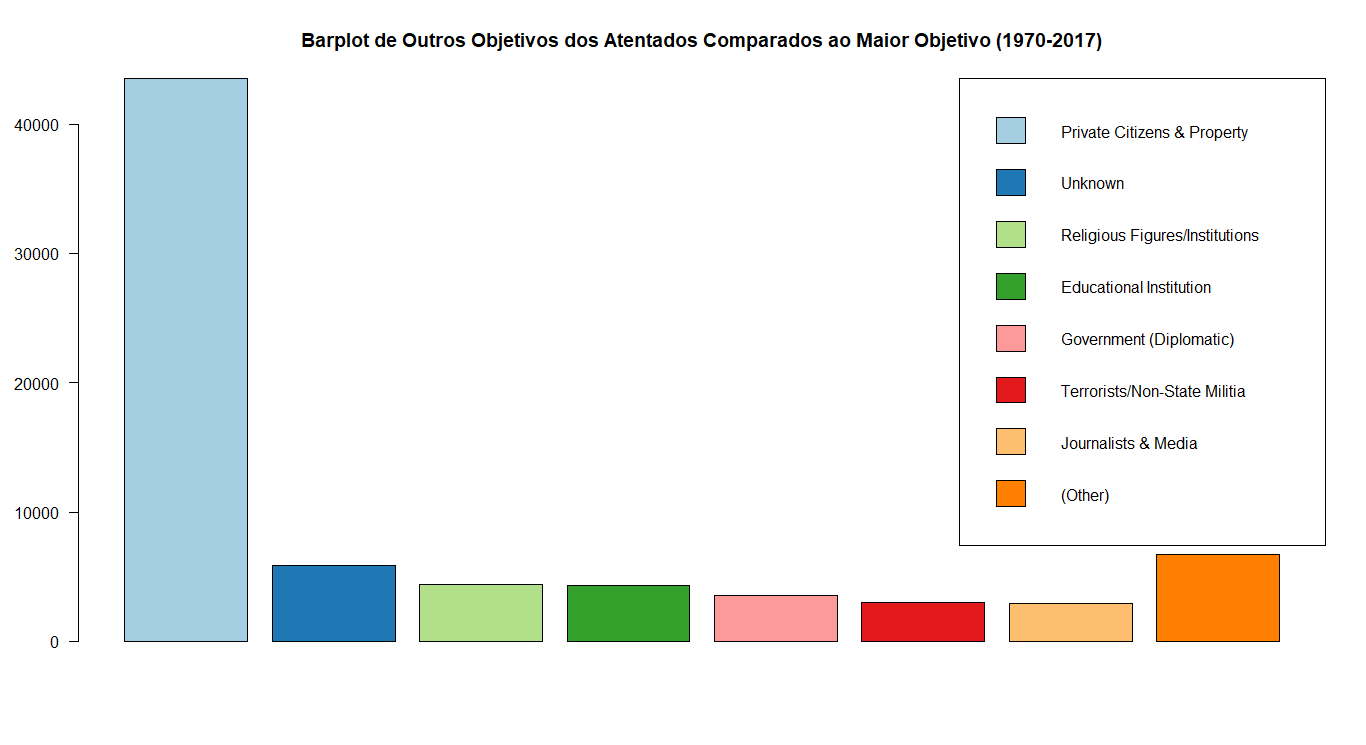 Barplot de Outros Objetivos dos Atentados Comparados ao Maior Objetivo (1970-2017)
40000
30000
20000
10000
0
Private Citizens & Property
Unknown
Religious Figures/Institutions
Educational Institution
Government (Diplomatic)
Terrorists/Non-State Militia
Journalists & Media
(Other)